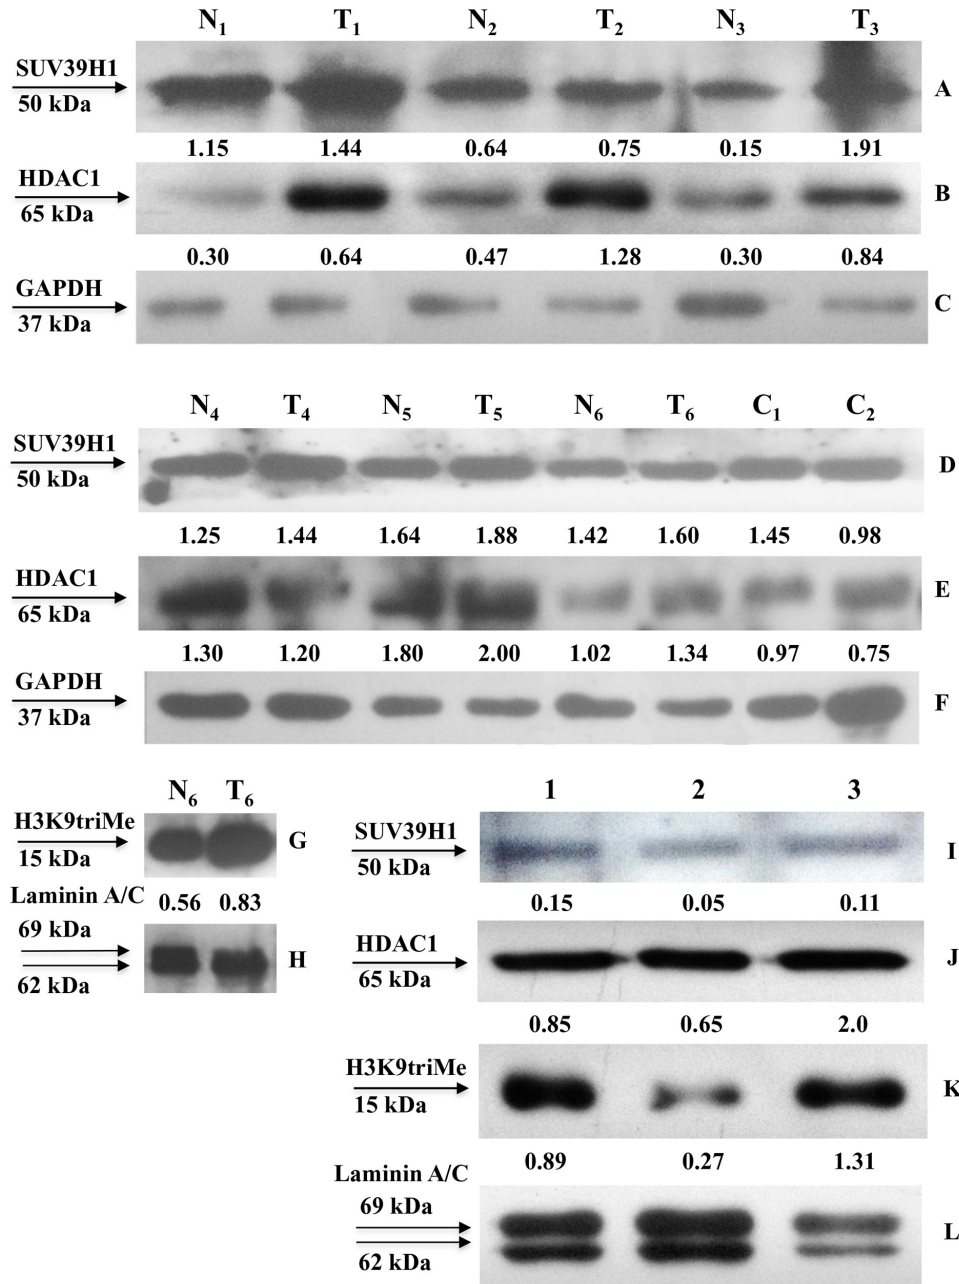 N₁ T₁ N₂ T₂ N₃ T₃
SUV39H1
50 kDa
A
1.15 1.44 0.64 0.75 0.15 1.91
HDAC1
65 kDa
B
0.30 0.64 0.47 1.28 0.30 0.84
GAPDH
37 kDa
C
N₄ T₄ N₅ T₅ N₆ T₆ C₁ C₂
SUV39H1
50 kDa
D
1.25 1.44 1.64 1.88 1.42 1.60 1.45 0.98
HDAC1
65 kDa
E
1.30 1.20 1.80 2.00 1.02 1.34 0.97 0.75
GAPDH
37 kDa
F
N₆ T₆
H3K9triMe
15 kDa
G
Laminin A/C 0.56 0.83
69 kDa
62 kDa
H
1 2 3
SUV39H1
50 kDa
I
0.15 0.05 0.11
HDAC1
65 kDa
J
0.85 0.65 2.0
H3K9triMe
15 kDa
K
0.89 0.27 1.31
Laminin A/C
69 kDa
62 kDa
L